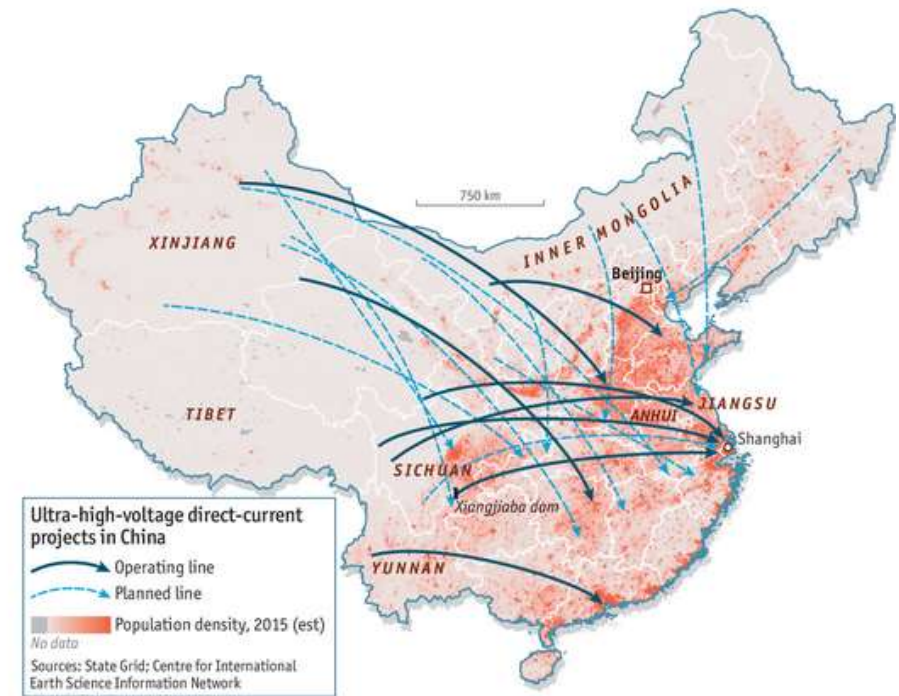 750 km
INNER MONGOLIA
XINJIANG
Beijing
TIBET
JIANGSU
ANHUI
Shanghai
SICHUAN
Xiangjiaba dam
YUNNAN
Ultra-high-voltage direct-current
projects in China
Operating line
Planned line
Population density, 2015 (est)
No data
Sources: State Grid; Centre for International
Earth Science Information Network